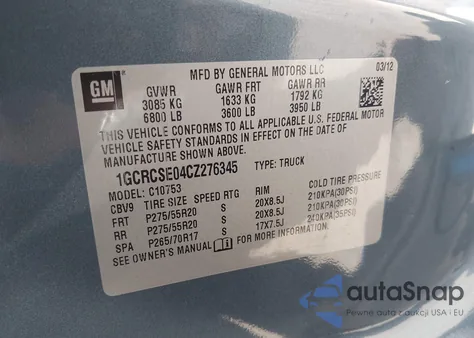 GM
MFD BY GENERAL MOTORS LLC
03/12
GVWR GAWR FRT GAWR RR
3085 KG 1633 KG 1792 KG
6800 LB 3600 LB 3950 LB
THIS VEHICLE CONFORMS TO ALL APPLICABLE U.S. FEDERAL MOTOR
VEHICLE SAFETY STANDARDS IN EFFECT ON THE DATE OF
MANUFACTURE SHOWN ABOVE.
1GCRCSE04CZ276345 TYPE: TRUCK
MODEL: C10753
CBV9 TIRE SIZE SPEED RTG RIM COLD TIRE PRESSURE
FRT P275/55R20 S 20X8.5J 210KPA(30PSI)
RR P275/55R20 S 20X8.5J 210KPA(30PSI)
SPA P265/70R17 S 17X7.5J 240KPA(35PSI)
SEE OWNER'S MANUAL FOR MORE INFORMATION.
autoSnap
Pewne auta z aukcji USA - EU